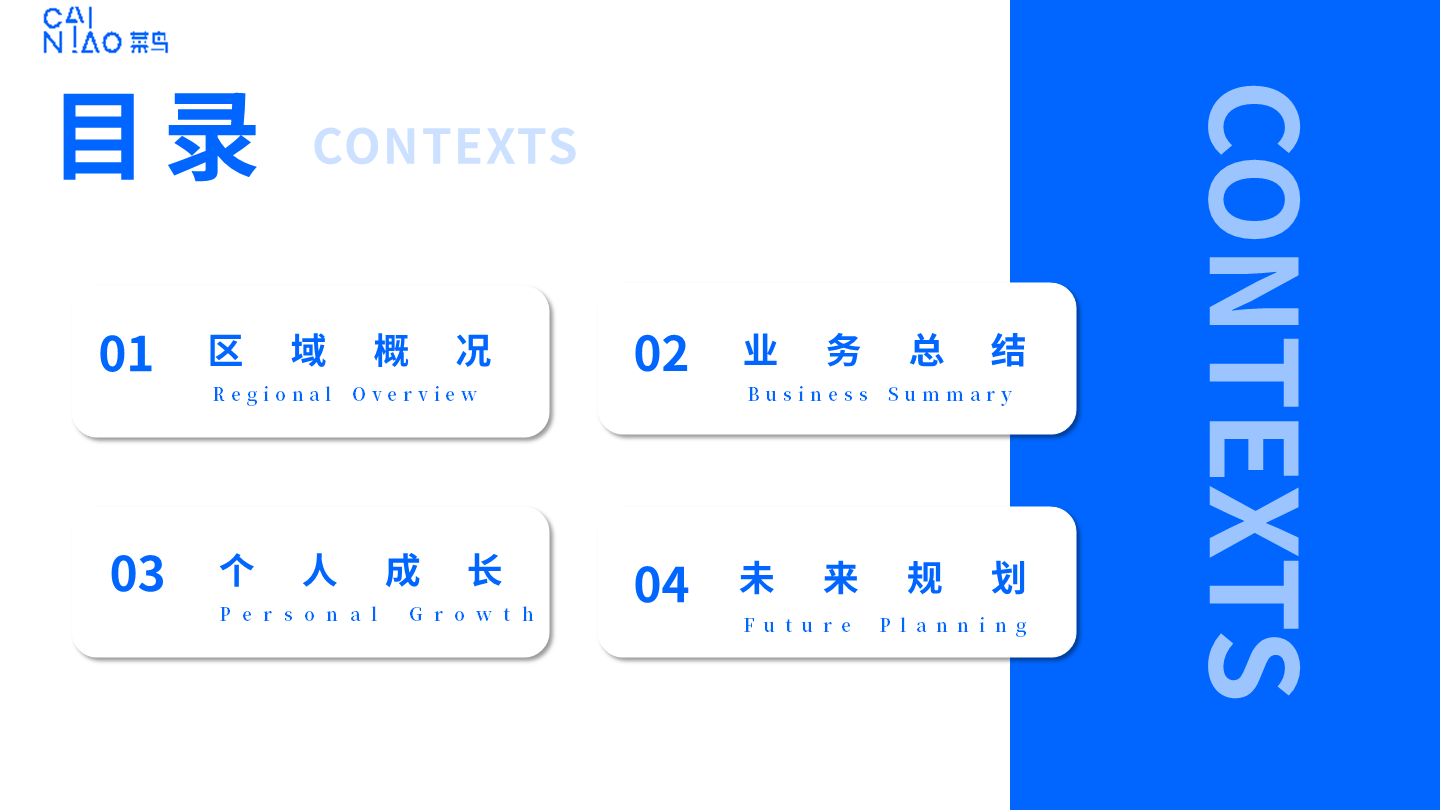 CAI
NIAO 菜鸟
目录 CONTEXTS
01 区域概况
Regional Overview
02 业务总结
Business Summary
03 个人成长
Personal Growth
04 未来规划
Future Planning
CONTEXTS